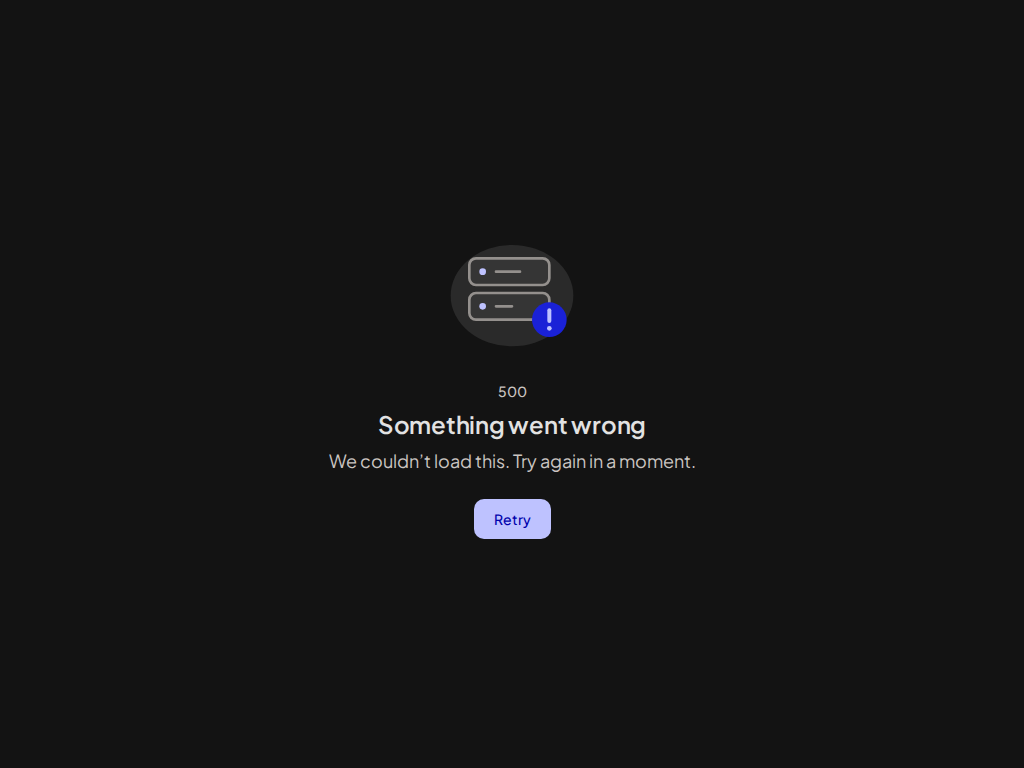 500
Something went wrong
We couldn’t load this. Try again in a moment.
Retry